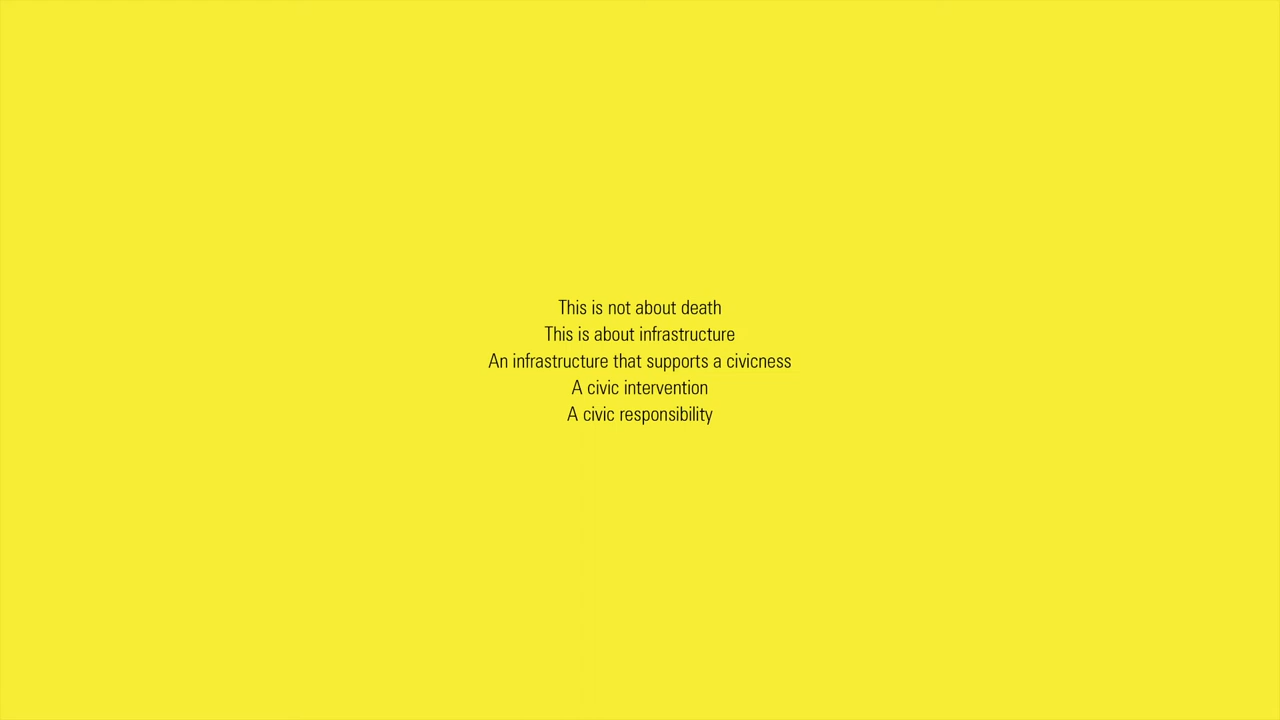 This is not about death
This is about infrastructure
An infrastructure that supports a civicness
A civic intervention
A civic responsibility